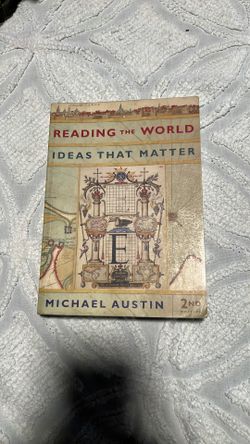 READING THE WORLD
IDEAS THAT MATTER
E
MICHAEL AUSTIN
2ND